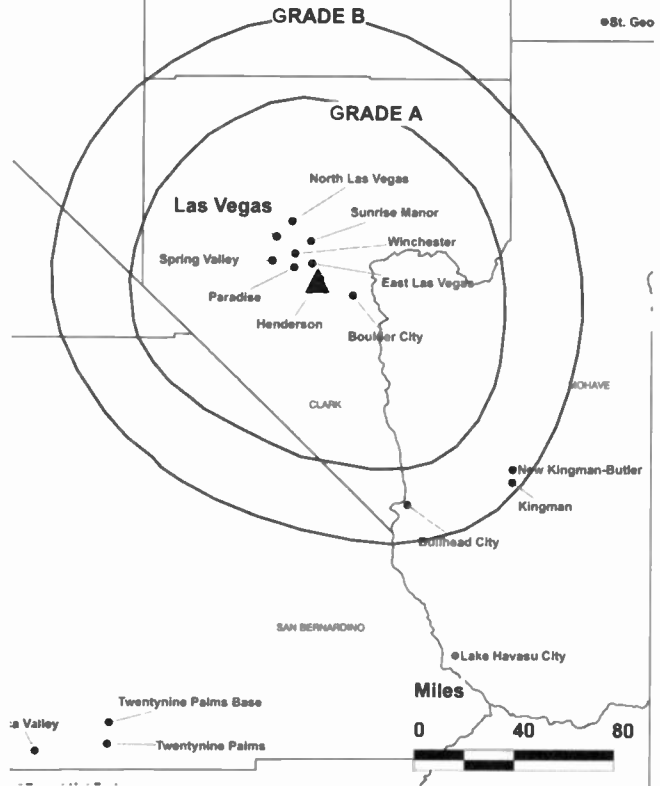 GRADE B
St. Geo
GRADE A
North Las Vegas
Las Vegas
Sunrise Manor
Winchester
Spring Valley
East Las Vegas
Paradise
Henderson
Boulder City
MOHAVE
CLARK
New Kingman-Butler
Kingman
Bullhead City
SAN BERNARDINO
Lake Havasu City
Miles
Twentynine Palms Base
ca Valley
0 40 80
Twentynine Palms